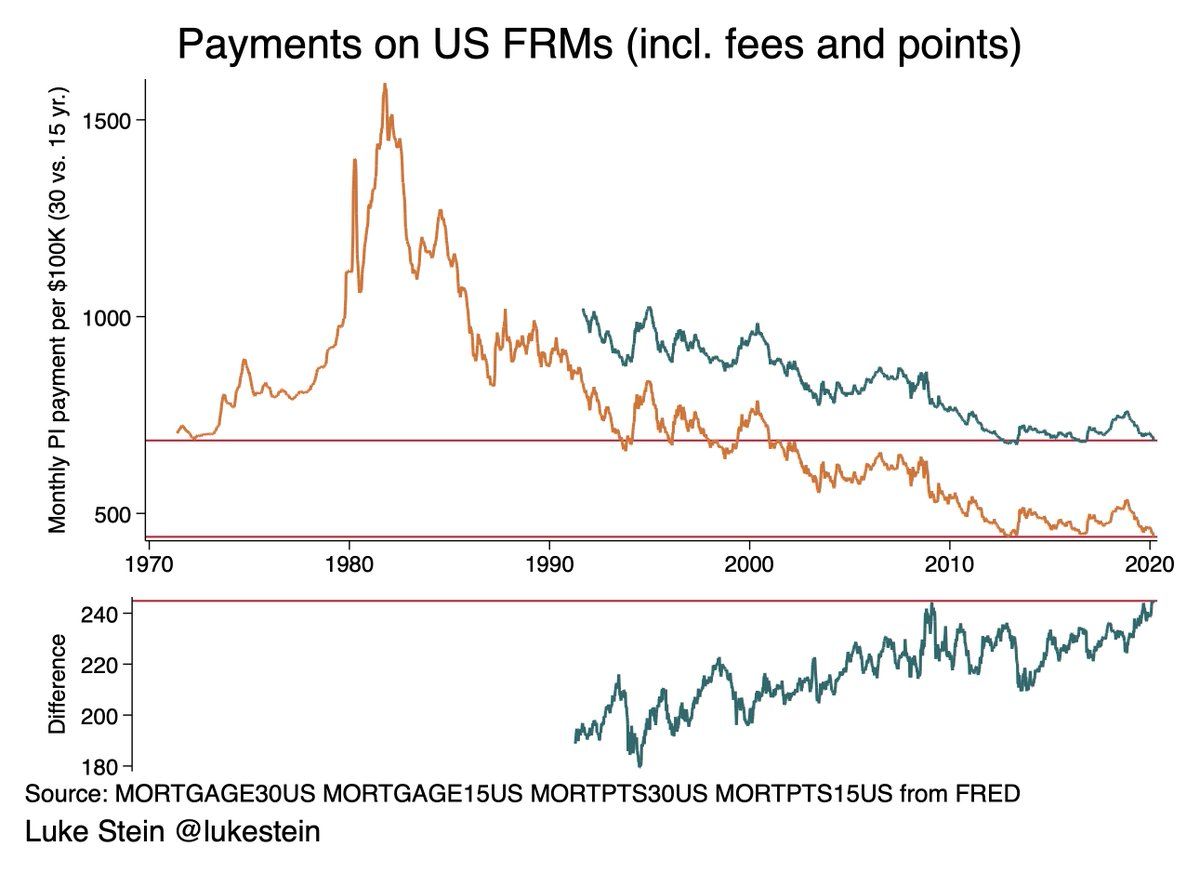 Payments on US FRMs (incl. fees and points)
Monthly PI payment per $100K (30 vs. 15 yr.)
1500
1000
500
1970 1980 1990 2000 2010 2020
Difference
240
220
200
180
Source: MORTGAGE30US MORTGAGE15US MORTPTS30US MORTPTS15US from FRED
Luke Stein @lukestein